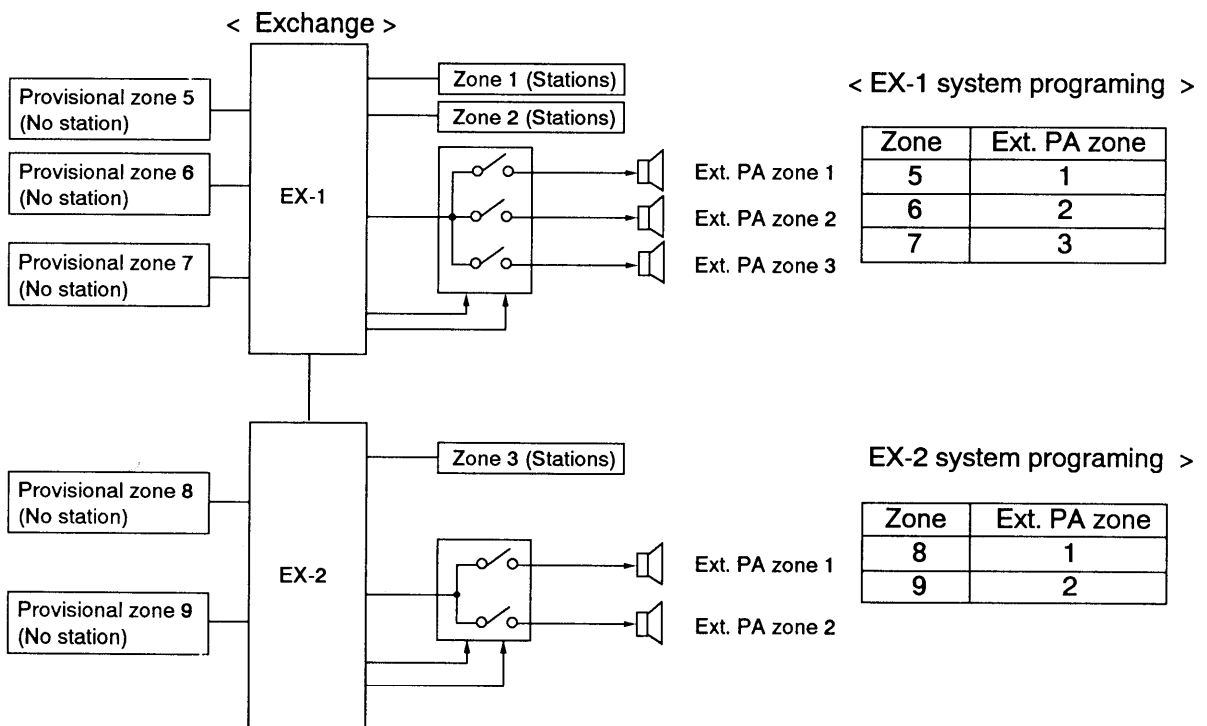 < Exchange >
Provisional zone 5
(No station)
Provisional zone 6
(No station)
Provisional zone 7
(No station)
EX-1
Zone 1 (Stations)
Zone 2 (Stations)
Ext. PA zone 1
Ext. PA zone 2
Ext. PA zone 3
< EX-1 system programing >
Zone Ext. PA zone
5 1
6 2
7 3
Provisional zone 8
(No station)
Provisional zone 9
(No station)
EX-2
Zone 3 (Stations)
Ext. PA zone 1
Ext. PA zone 2
EX-2 system programing >
Zone Ext. PA zone
8 1
9 2